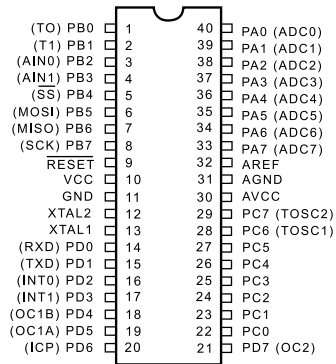 (TO) PB0 1 40 PA0 (ADC0)
(T1) PB1 2 39 PA1 (ADC1)
(AIN0) PB2 3 38 PA2 (ADC2)
(AIN1) PB3 4 37 PA3 (ADC3)
(SS) PB4 5 36 PA4 (ADC4)
(MOSI) PB5 6 35 PA5 (ADC5)
(MISO) PB6 7 34 PA6 (ADC6)
(SCK) PB7 8 33 PA7 (ADC7)
RESET 9 32 AREF
VCC 10 31 AGND
GND 11 30 AVCC
XTAL2 12 29 PC7 (TOSC2)
XTAL1 13 28 PC6 (TOSC1)
(RXD) PD0 14 27 PC5
(TXD) PD1 15 26 PC4
(INT0) PD2 16 25 PC3
(INT1) PD3 17 24 PC2
(OC1B) PD4 18 23 PC1
(OC1A) PD5 19 22 PC0
(ICP) PD6 20 21 PD7 (OC2)